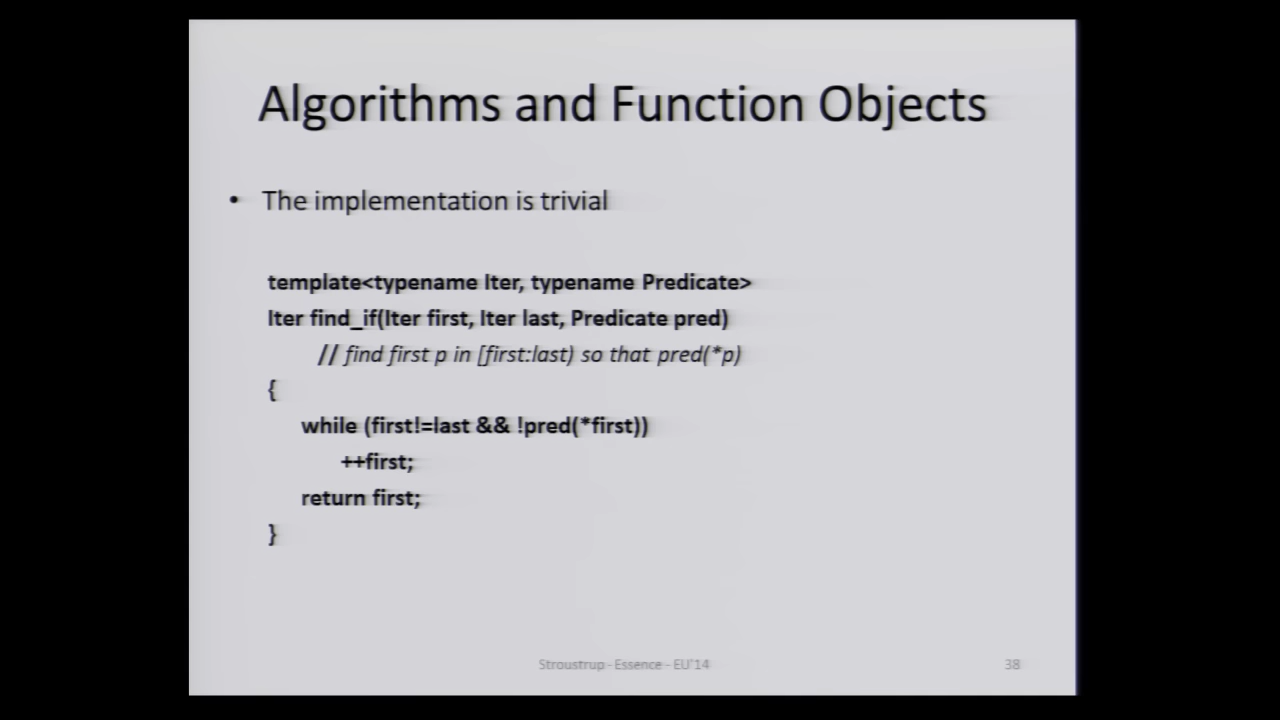 Algorithms and Function Objects
• The implementation is trivial
template<typename Iter, typename Predicate>
Iter find_if(Iter first, Iter last, Predicate pred)
// find first p in [first:last) so that pred(*p)
{
while (first!=last && !pred(*first))
++first;
return first;
}
Stroustrup - Essence - EU'14
38